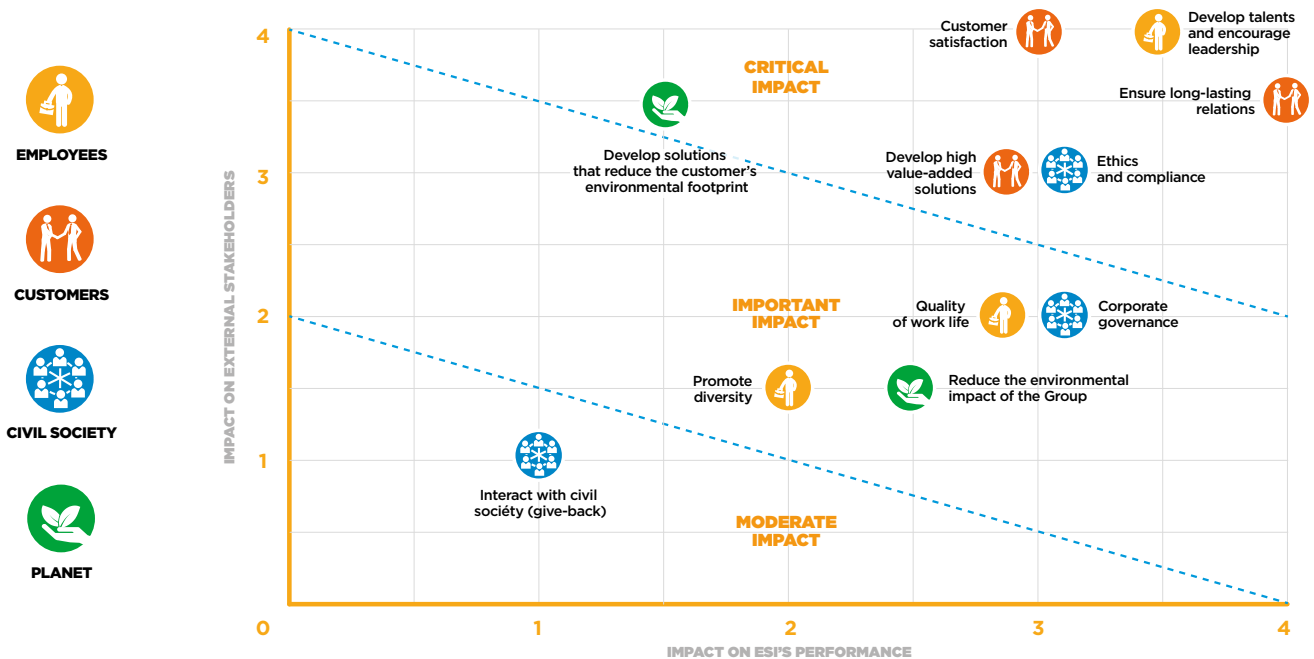 EMPLOYEES
CUSTOMERS
CIVIL SOCIETY
PLANET
IMPACT ON EXTERNAL STAKEHOLDERS
4
3
2
1
0
1
2
3
4
IMPACT ON ESI'S PERFORMANCE
CRITICAL
IMPACT
IMPORTANT
IMPACT
MODERATE
IMPACT
Customer
satisfaction
Develop talents
and encourage
leadership
Ensure long-lasting
relations
Develop solutions
that reduce the customer's
environmental footprint
Develop high
value-added
solutions
Ethics
and compliance
Quality
of work life
Corporate
governance
Promote
diversity
Reduce the environmental
impact of the Group
Interact with civil
société (give-back)